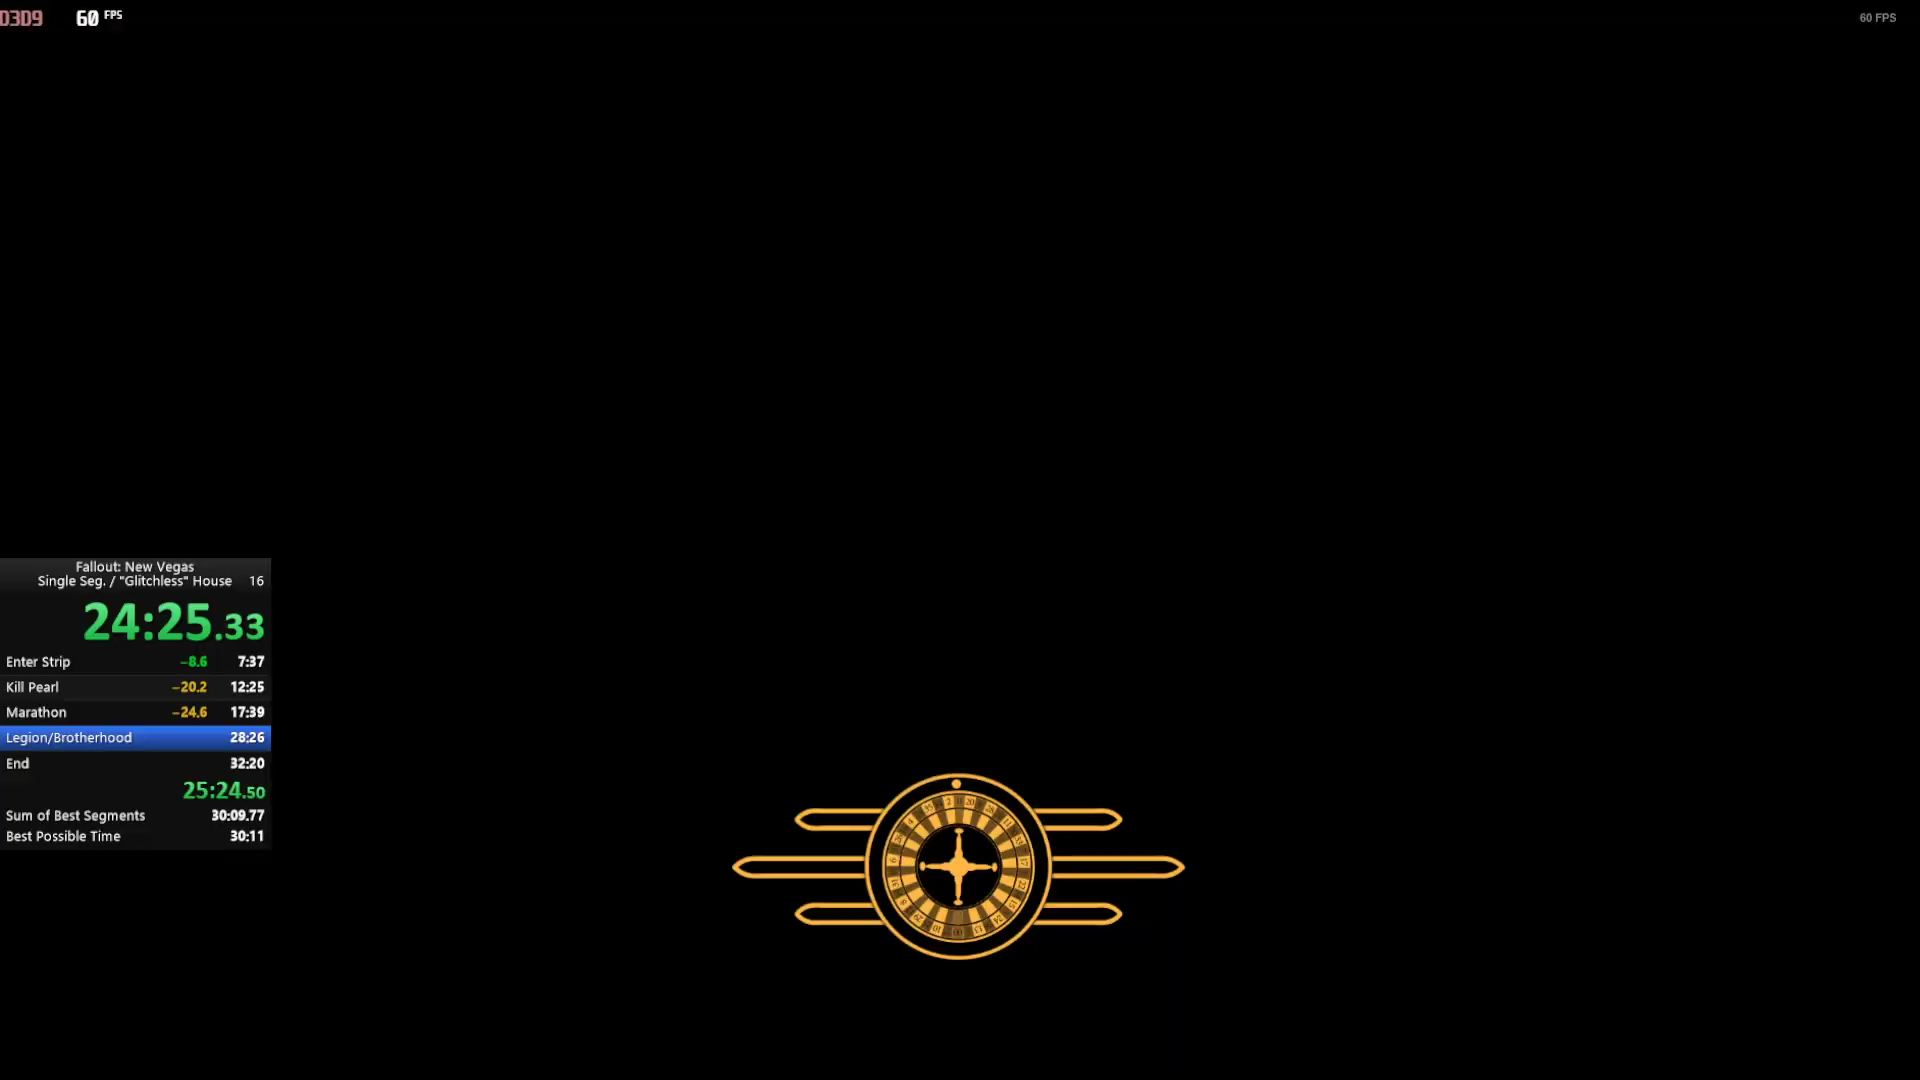 D3D9 60 FPS
60 FPS
Fallout: New Vegas
Single Seg. / "Glitchless" House 16
24:25.33
Enter Strip −8.6 7:37
Kill Pearl −20.2 12:25
Marathon −24.6 17:39
Legion/Brotherhood 28:26
End 32:20
25:24.50
Sum of Best Segments 30:09.77
Best Possible Time 30:11